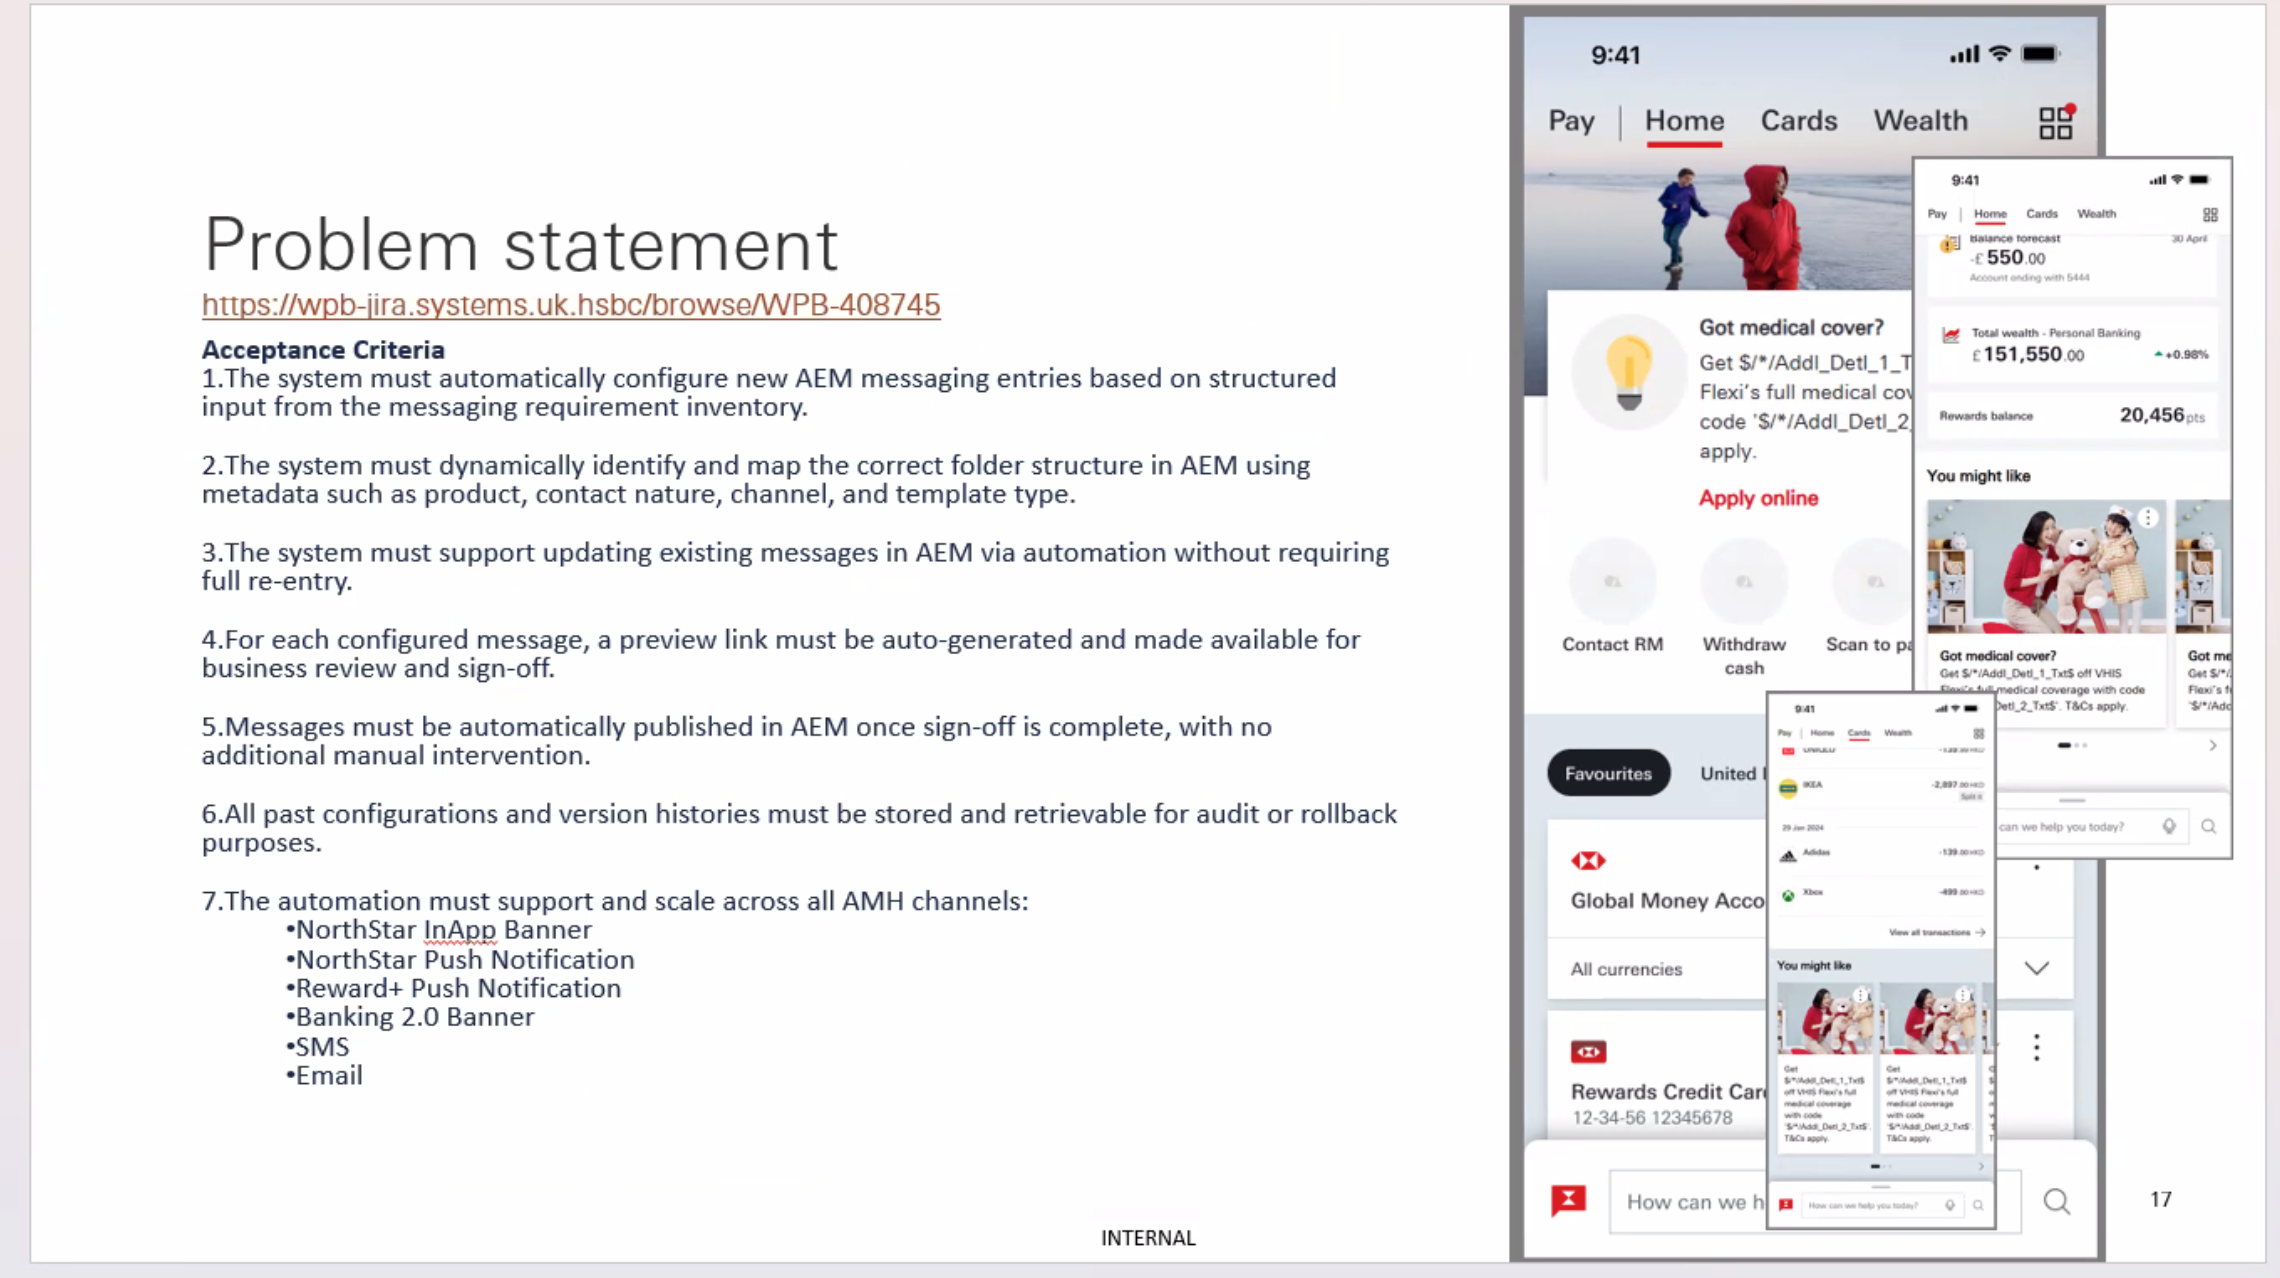 Problem statement
https://wpb-jira.systems.uk.hsbc/browse/WPB-408745
Acceptance Criteria
1.The system must automatically configure new AEM messaging entries based on structured
input from the messaging requirement inventory.
2.The system must dynamically identify and map the correct folder structure in AEM using
metadata such as product, contact nature, channel, and template type.
3.The system must support updating existing messages in AEM via automation without requiring
full re-entry.
4.For each configured message, a preview link must be auto-generated and made available for
business review and sign-off.
5.Messages must be automatically published in AEM once sign-off is complete, with no
additional manual intervention.
6.All past configurations and version histories must be stored and retrievable for audit or rollback
purposes.
7.The automation must support and scale across all AMH channels:
•NorthStar InApp Banner
•NorthStar Push Notification
•Reward+ Push Notification
•Banking 2.0 Banner
•SMS
•Email
INTERNAL
17
9:41
Pay | Home Cards Wealth
Got medical cover?
Get $/*/Addl_Detl_1_T
Flexi's full medical cov
code '$/*/Addl_Detl_2_
apply.
Apply online
Contact RM
Withdraw
cash
Scan to pa
Favourites
United
Global Money Acco
All currencies
Rewards Credit Car
12-34-56 12345678
How can we h
9:41
Pay | Home Cards Wealth
Balance forecast 30 April
-£ 550.00
Account ending with 5444
Total wealth - Personal Banking
£ 151,550.00 +0.98%
Rewards balance 20,456 pts
You might like
Got medical cover?
Get $/*/Addl_Detl_1_Txt$ off VHIS
Flexi's full medical coverage with code
Detl_2_Txt$'. T&Cs apply.
Got me
Get $/*/
Flexi's f
'$/*/Adc
can we help you today?
9:41
Pay | Home Cards Wealth
UNIQLO
IKEA -2,897.00 HKD
Split it
29 Jan 2024
Adidas -139.00 HKD
Xbox -499.00 HKD
View all transactions
You might like
Get
$/*/Addl_Detl_1_Txt$
off VHIS Flexi's full
medical coverage
with code
'$/*/Addl_Detl_2_Txt$'.
T&Cs apply.
Get
$/*/Addl_Detl_1_Txt$
off VHIS Flexi's full
medical coverage
with code
'$/*/Addl_Detl_2_Txt$'.
T&Cs apply.
How can we help you today?